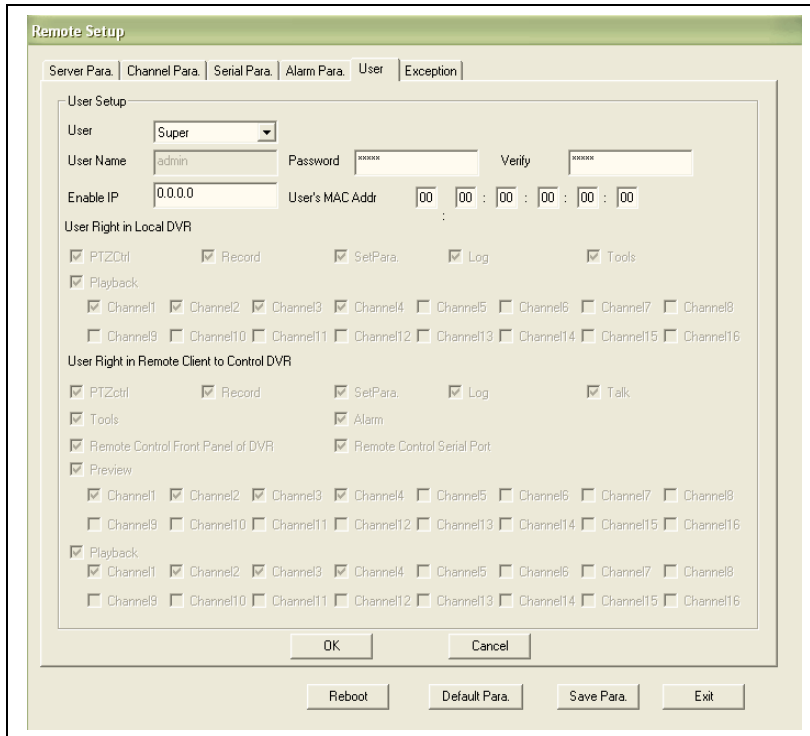 Remote Setup
Server Para. Channel Para. Serial Para. Alarm Para. User Exception
User Setup
User Super
User Name admin Password ***** Verify *****
Enable IP 0.0.0.0 User's MAC Addr 00 00 : 00 : 00 : 00 : 00
:
User Right in Local DVR
PTZCtrl Record SetPara. Log Tools
Playback
Channel1 Channel2 Channel3 Channel4 Channel5 Channel6 Channel7 Channel8
Channel9 Channel10 Channel11 Channel12 Channel13 Channel14 Channel15 Channel16
User Right in Remote Client to Control DVR
PTZctrl Record SetPara. Log Talk
Tools Alarm
Remote Control Front Panel of DVR Remote Control Serial Port
Preview
Channel1 Channel2 Channel3 Channel4 Channel5 Channel6 Channel7 Channel8
Channel9 Channel10 Channel11 Channel12 Channel13 Channel14 Channel15 Channel16
Playback
Channel1 Channel2 Channel3 Channel4 Channel5 Channel6 Channel7 Channel8
Channel9 Channel10 Channel11 Channel12 Channel13 Channel14 Channel15 Channel16
OK Cancel
Reboot Default Para. Save Para. Exit